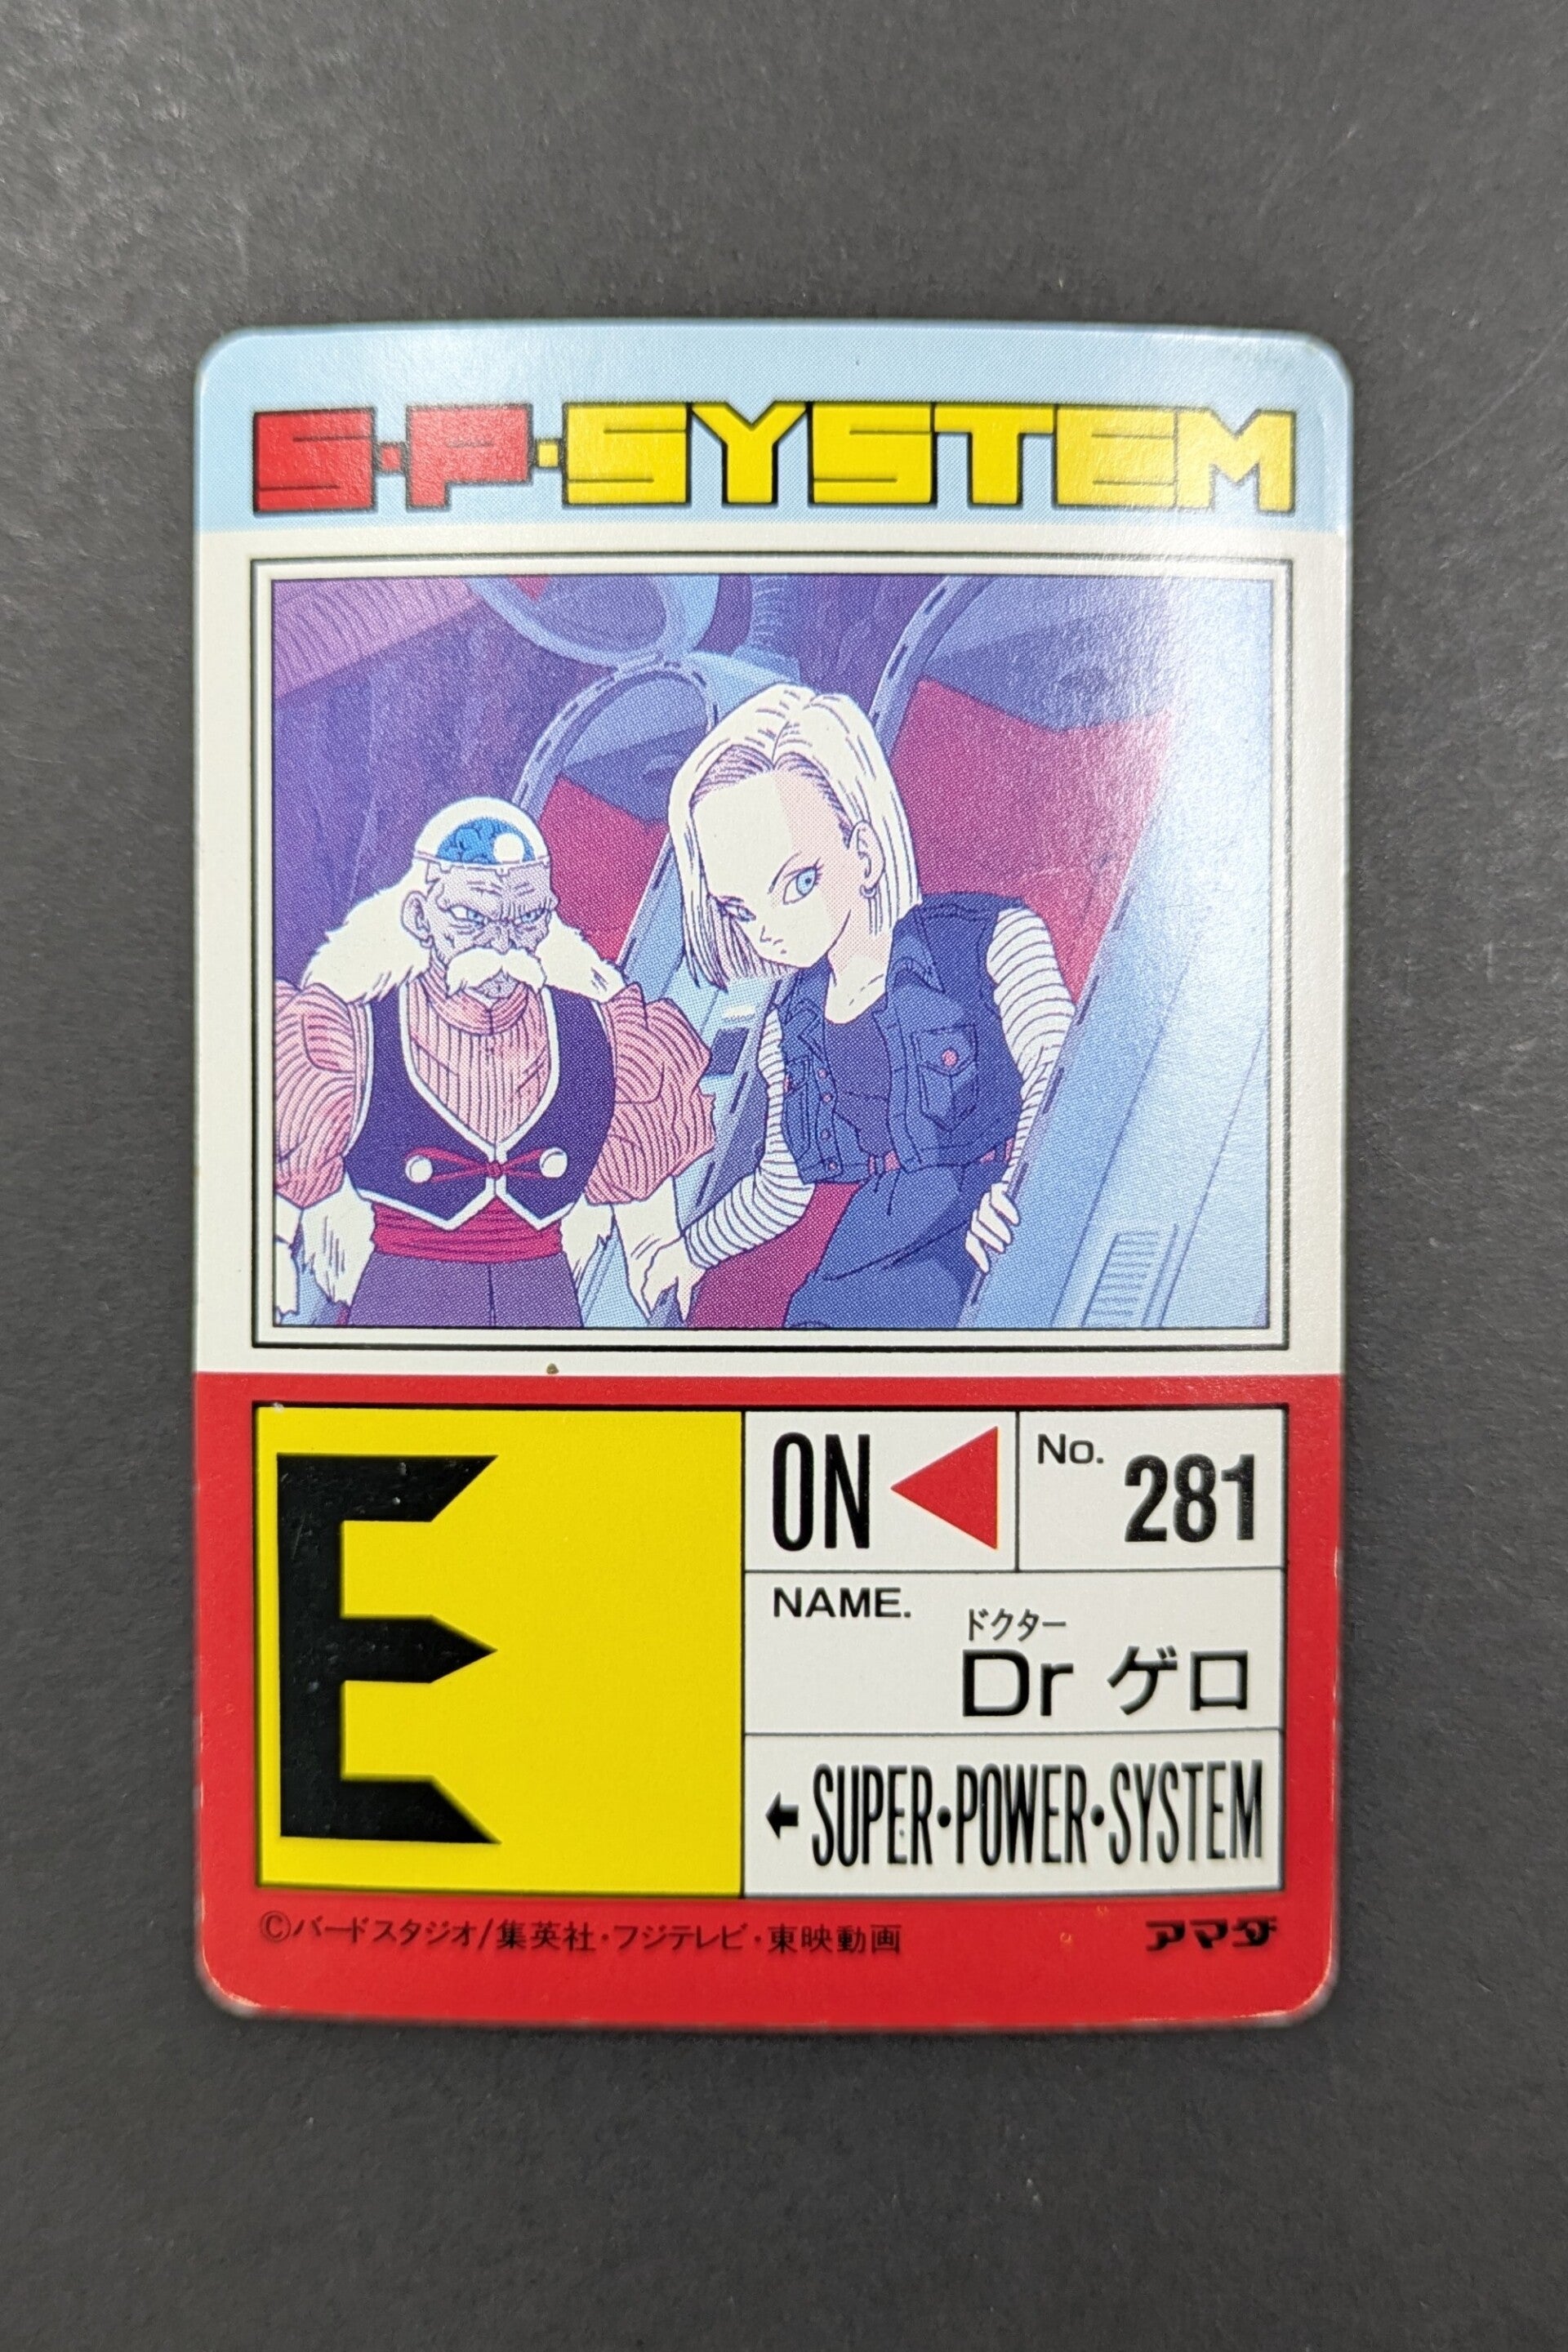 S·P·SYSTEM
E
ON
No. 281
NAME.
ドクター
Dr ゲロ
←SUPER·POWER·SYSTEM
©バードスタジオ/集英社・フジテレビ・東映動画
アマダ